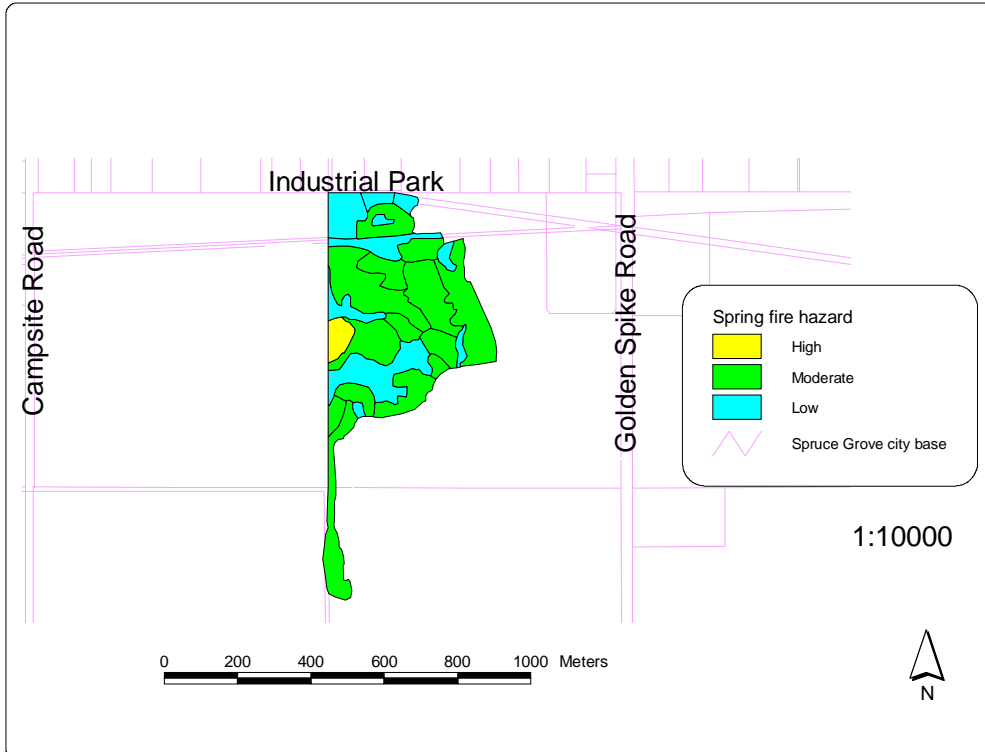 Industrial Park
Campsite Road
Golden Spike Road
Spring fire hazard
High
Moderate
Low
Spruce Grove city base
1:10000
0 200 400 600 800 1000 Meters
N